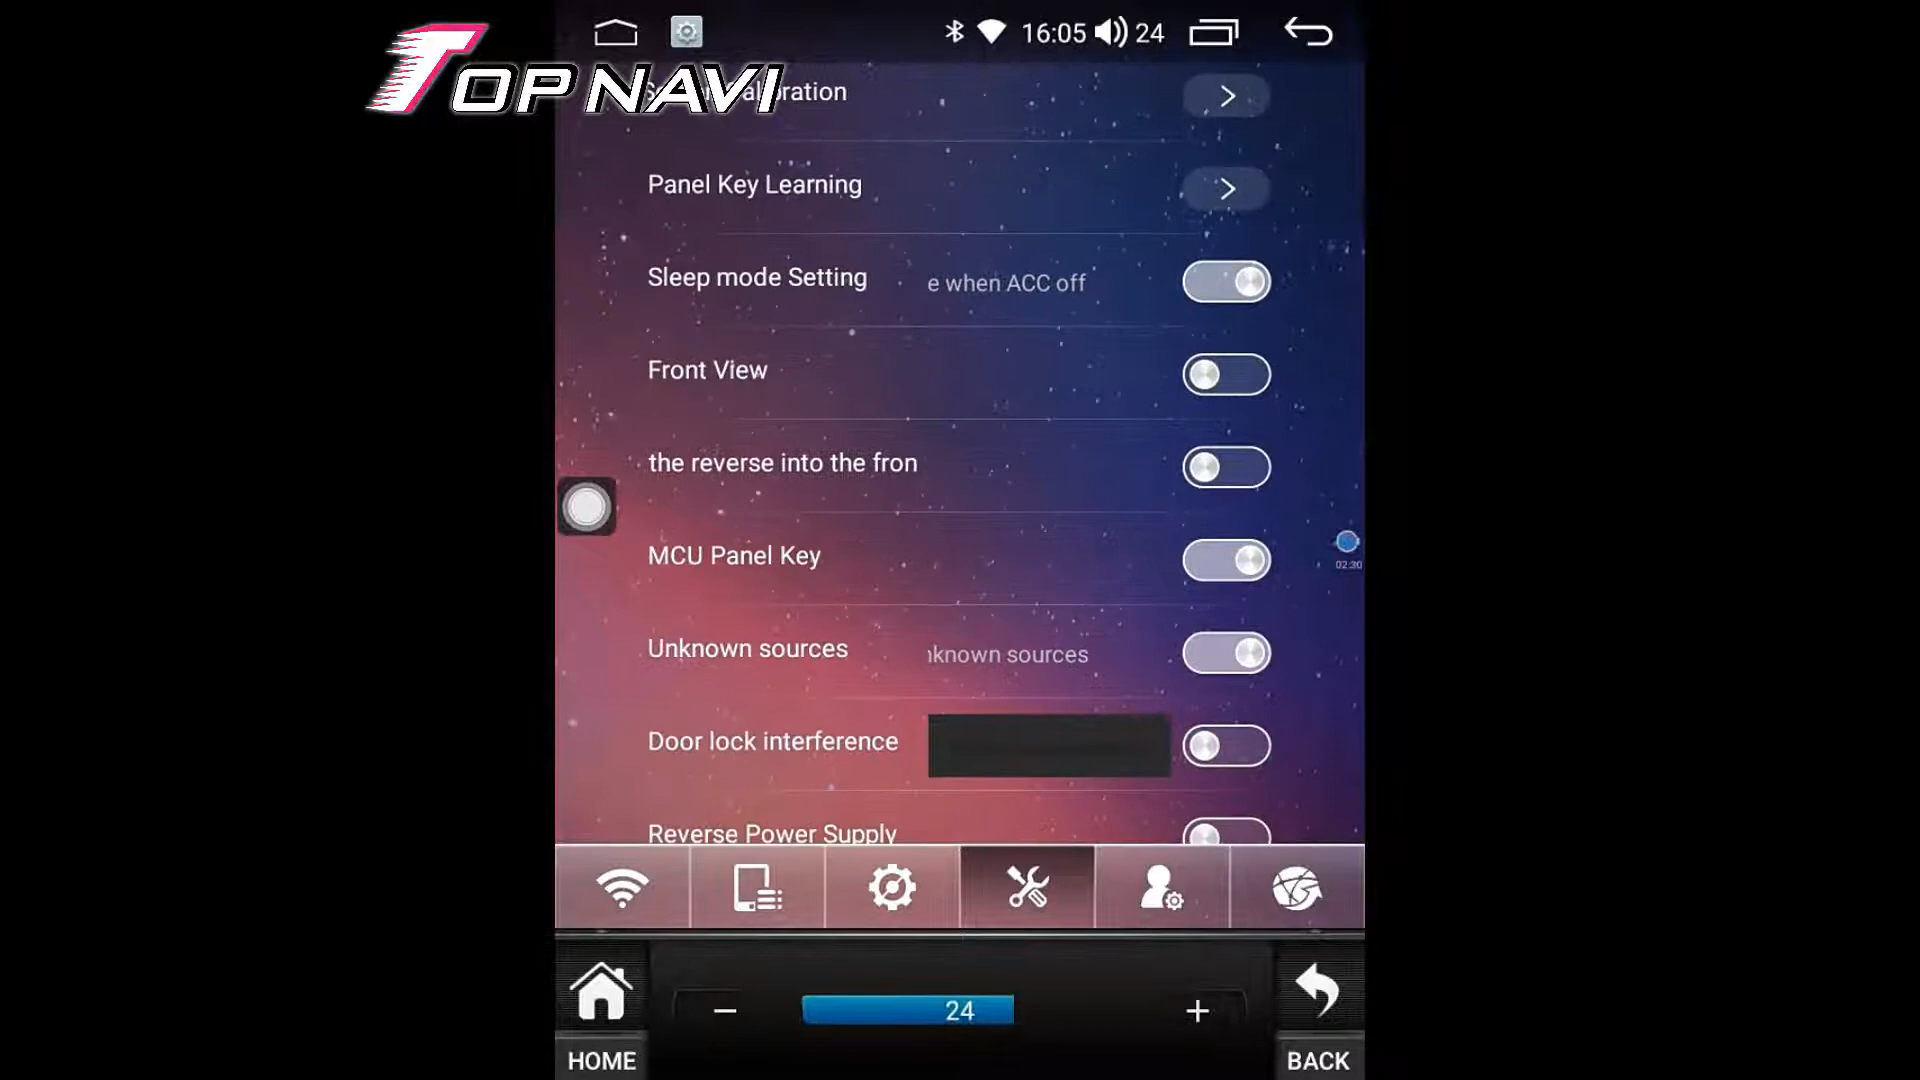 TOP NAVI
16:05 24
Panel Key Learning
Sleep mode Setting
e when ACC off
Front View
the reverse into the fron
MCU Panel Key
02:30
Unknown sources
known sources
Door lock interference
Reverse Power Supply
24
HOME
BACK